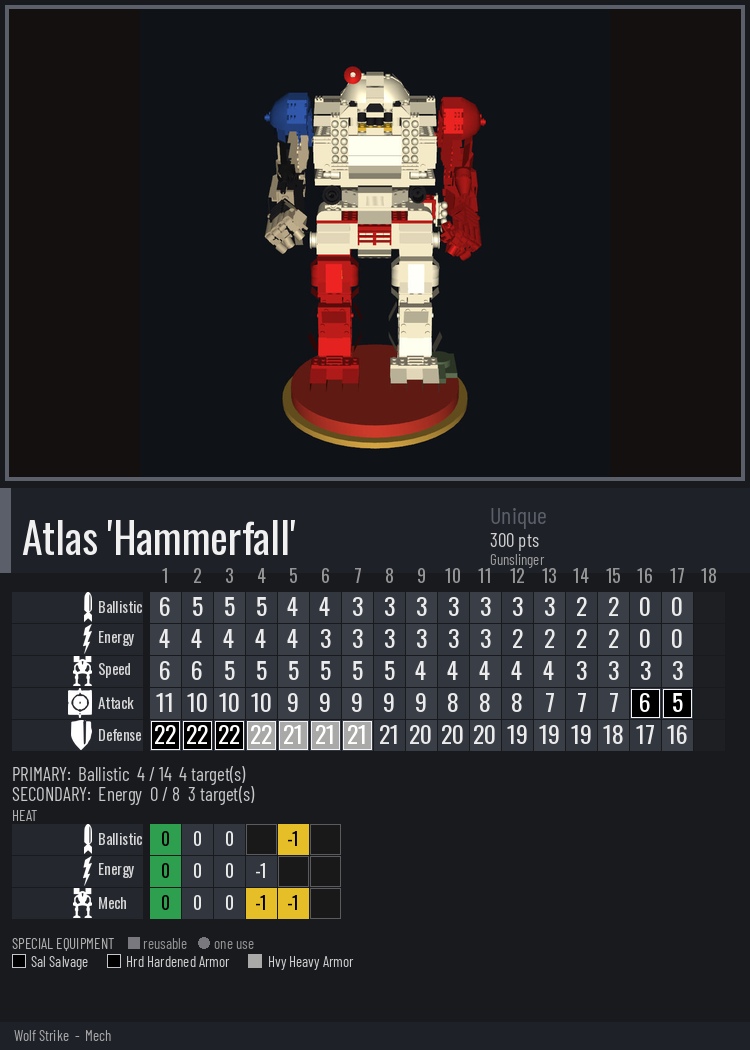 Atlas 'Hammerfall'
Unique
300 pts
Gunslinger
1 2 3 4 5 6 7 8 9 10 11 12 13 14 15 16 17 18
Ballistic 6 5 5 5 4 4 3 3 3 3 3 3 3 2 2 0 0
Energy 4 4 4 4 4 3 3 3 3 3 3 2 2 2 2 0 0
Speed 6 6 5 5 5 5 5 5 4 4 4 4 4 3 3 3 3
Attack 11 10 10 10 9 9 9 9 9 8 8 8 7 7 7 6 5
Defense 22 22 22 22 21 21 21 21 20 20 20 19 19 19 18 17 16
PRIMARY: Ballistic 4 / 14 4 target(s)
SECONDARY: Energy 0 / 8 3 target(s)
HEAT
Ballistic 0 0 0 -1
Energy 0 0 0 -1
Mech 0 0 0 -1 -1
SPECIAL EQUIPMENT reusable one use
Sal Salvage Hrd Hardened Armor Hvy Heavy Armor
Wolf Strike - Mech